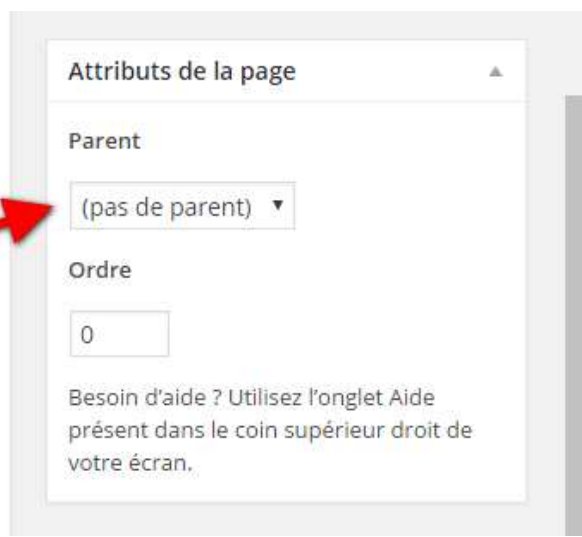 Attributs de la page
Parent
(pas de parent)
Ordre
0
Besoin d'aide ? Utilisez l'onglet Aide
présent dans le coin supérieur droit de
votre écran.